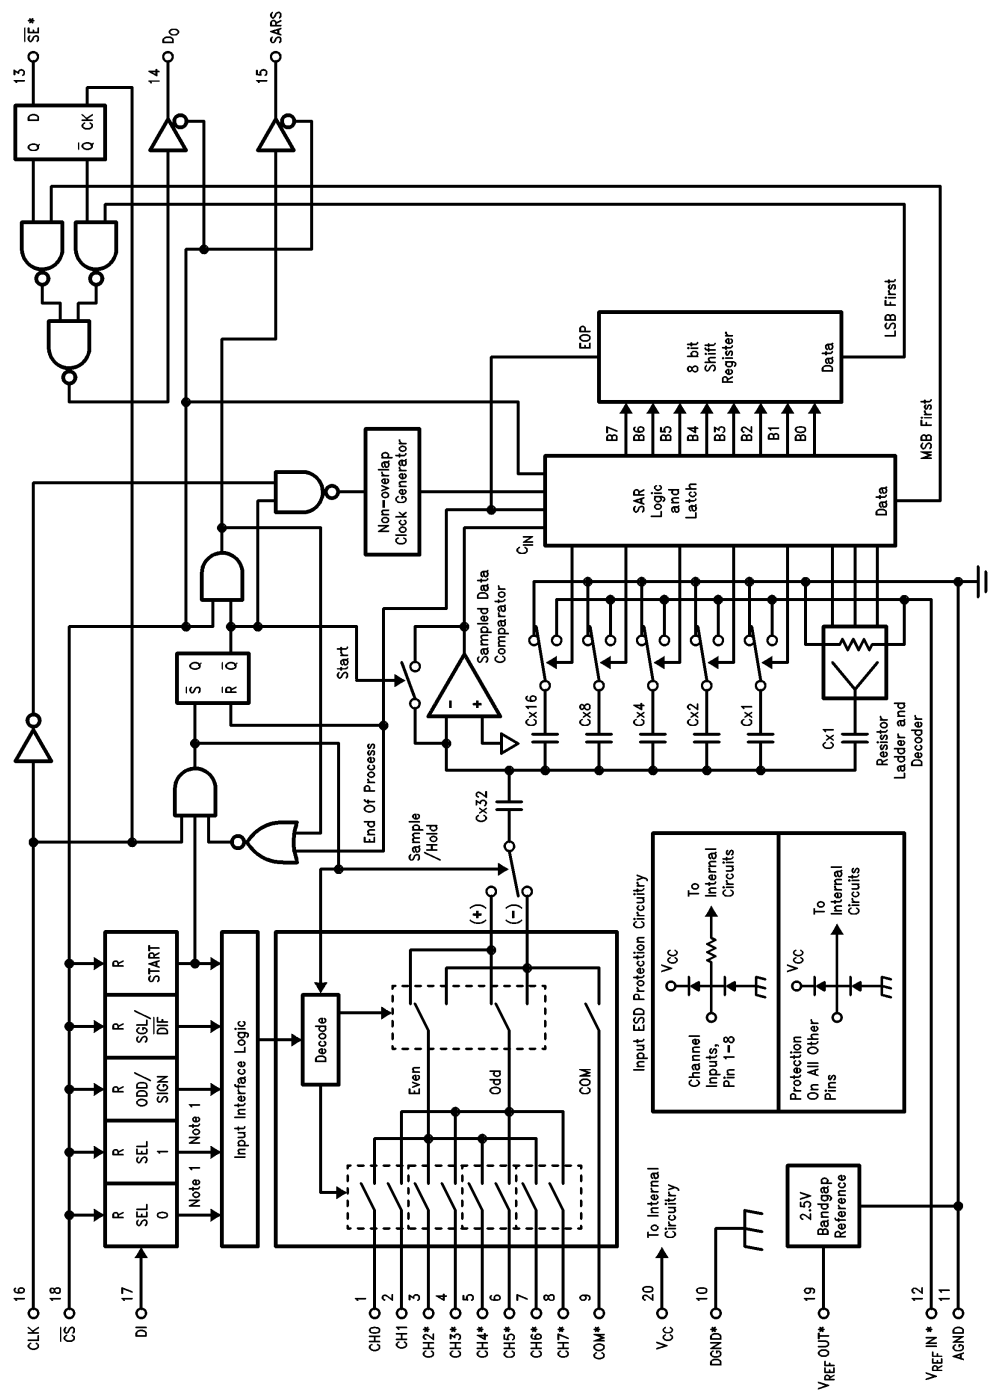 CLK 16
CS 18
DI 17
CH0 1
CH1 2
CH2* 3
CH3* 4
CH4* 5
CH5* 6
CH6* 7
CH7* 8
COM* 9
VCC 20
To Internal
Circuitry
DGND* 10
VREF OUT* 19
2.5V
Bandgap
Reference
VREF IN* 12
AGND 11
R
SEL
0
R
SEL
1
R
ODD/
SIGN
R
SGL/
DIF
R
START
Note 1
Note 1
Input Interface Logic
Decode
Even
Odd
COM
(+)
(-)
Sample
/Hold
End Of Process
Start
S Q
R Q
Cx32
Cx16
Cx8
Cx4
Cx2
Cx1
Cx1
Resistor
Ladder and
Decoder
Sampled Data
Comparator
-
+
CIN
Non-overlap
Clock Generator
SAR
Logic
and
Latch
Data
B7
B6
B5
B4
B3
B2
B1
B0
EOP
8 bit
Shift
Register
Data
MSB First
LSB First
Q D
Q CK
13 SE*
14 DO
15 SARS
Input ESD Protection Circuitry
VCC
To
Internal
Circuits
Channel
Inputs,
Pin 1-8
VCC
To
Internal
Circuits
Protection
On All Other
Pins